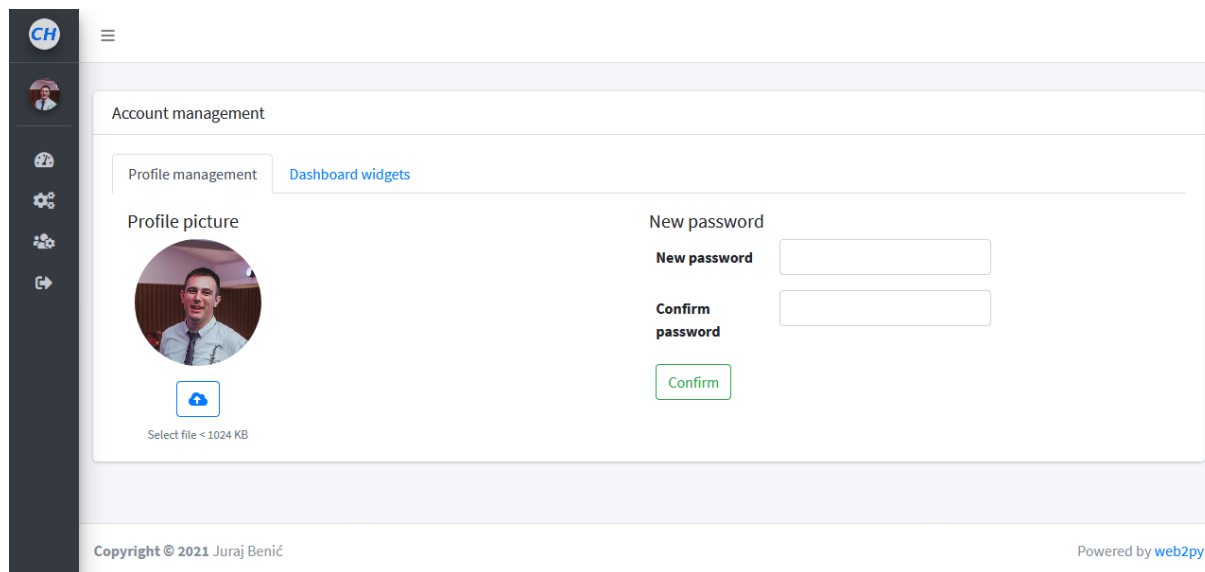 CH
Account management
Profile management
Dashboard widgets
Profile picture
New password
New password
Confirm
password
Confirm
Select file < 1024 KB
Copyright © 2021 Juraj Benić
Powered by web2py